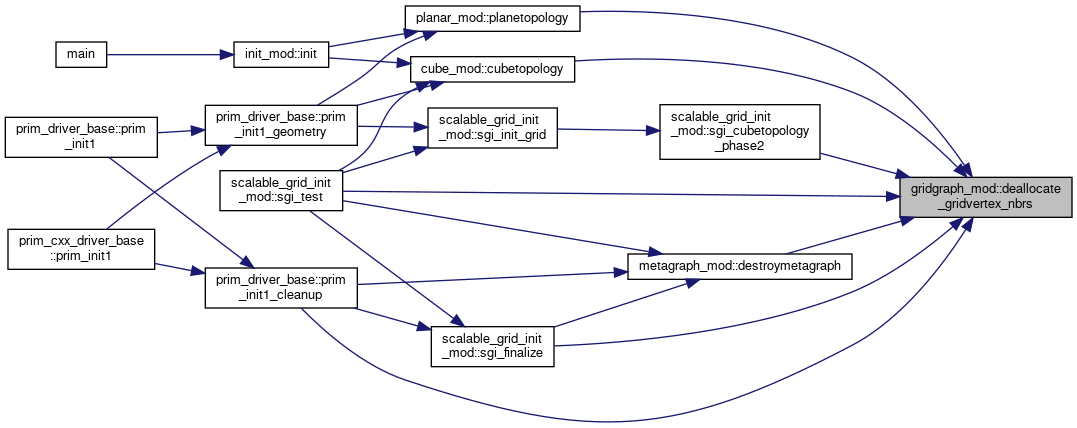 planar_mod::planetopology
main
init_mod::init
cube_mod::cubetopology
prim_driver_base::prim
_init1
prim_driver_base::prim
_init1_geometry
scalable_grid_init
_mod::sgi_init_grid
scalable_grid_init
_mod::sgi_cubetopology
_phase2
scalable_grid_init
_mod::sgi_test
gridgraph_mod::deallocate
_gridvertex_nbrs
prim_cxx_driver_base
::prim_init1
metagraph_mod::destroymetagraph
prim_driver_base::prim
_init1_cleanup
scalable_grid_init
_mod::sgi_finalize